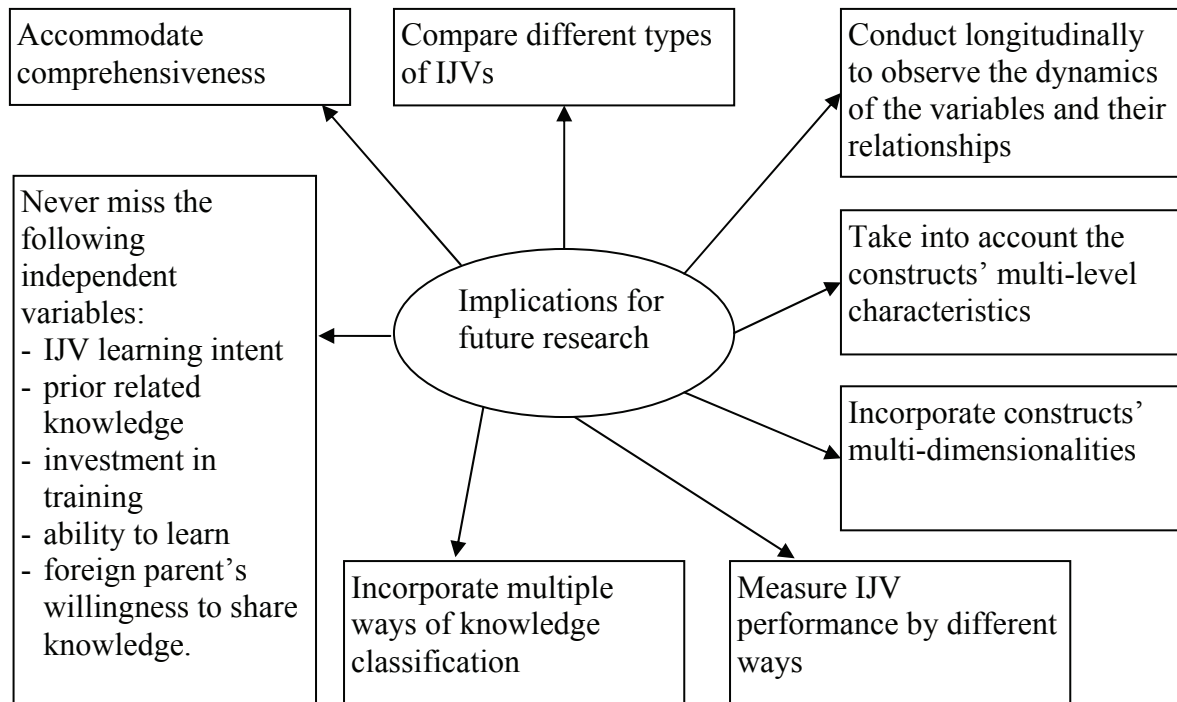 Accommodate
comprehensiveness
Compare different types
of IJVs
Conduct longitudinally
to observe the dynamics
of the variables and their
relationships
Never miss the
following
independent
variables:
- IJV learning intent
- prior related
knowledge
- investment in
training
- ability to learn
- foreign parent’s
willingness to share
knowledge.
Implications for
future research
Take into account the
constructs’ multi-level
characteristics
Incorporate constructs’
multi-dimensionalities
Incorporate multiple
ways of knowledge
classification
Measure IJV
performance by different
ways